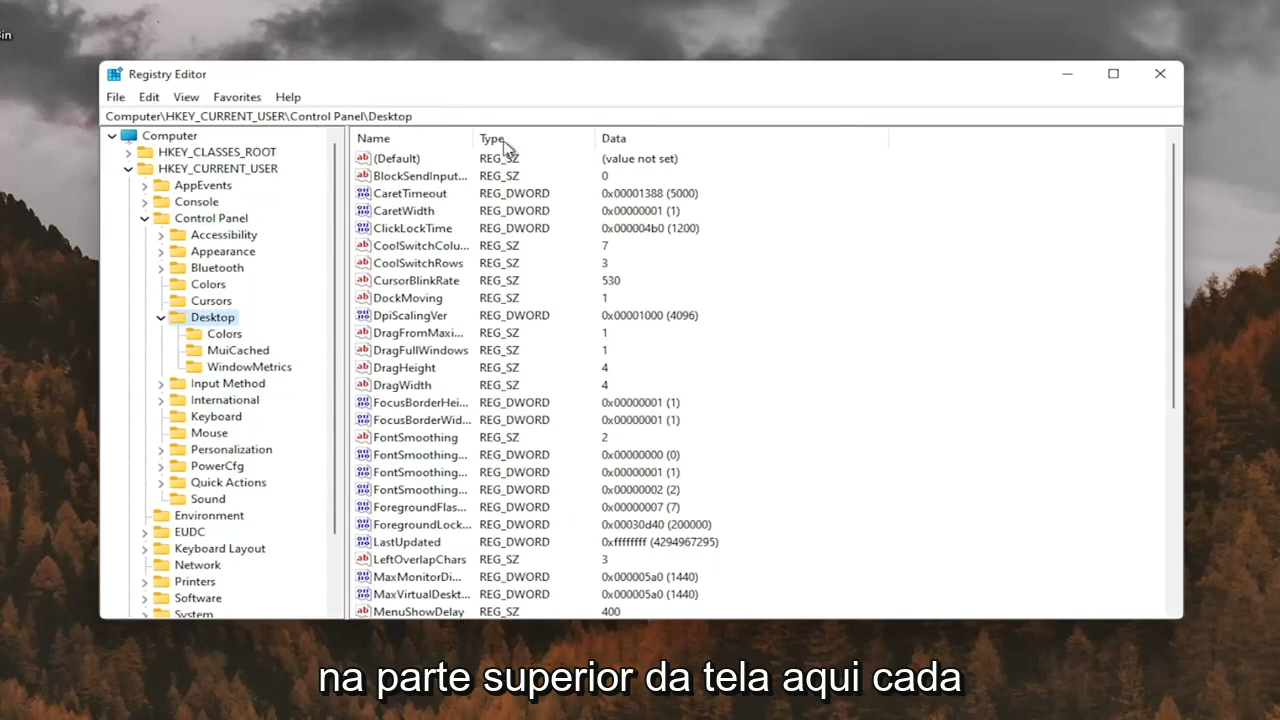 in
Registry Editor
File Edit View Favorites Help
Computer\HKEY_CURRENT_USER\Control Panel\Desktop
Computer
HKEY_CLASSES_ROOT
HKEY_CURRENT_USER
AppEvents
Console
Control Panel
Accessibility
Appearance
Bluetooth
Colors
Cursors
Desktop
Colors
MuiCached
WindowMetrics
Input Method
International
Keyboard
Mouse
Personalization
PowerCfg
Quick Actions
Sound
Environment
EUDC
Keyboard Layout
Network
Printers
Software
System
Name Type Data
(Default) REG_SZ (value not set)
BlockSendInput... REG_SZ 0
CaretTimeout REG_DWORD 0x00001388 (5000)
CaretWidth REG_DWORD 0x00000001 (1)
ClickLockTime REG_DWORD 0x000004b0 (1200)
CoolSwitchColu... REG_SZ 7
CoolSwitchRows REG_SZ 3
CursorBlinkRate REG_SZ 530
DockMoving REG_SZ 1
DpiScalingVer REG_DWORD 0x00001000 (4096)
DragFromMaxi... REG_SZ 1
DragFullWindows REG_SZ 1
DragHeight REG_SZ 4
DragWidth REG_SZ 4
FocusBorderHei... REG_DWORD 0x00000001 (1)
FocusBorderWid... REG_DWORD 0x00000001 (1)
FontSmoothing REG_SZ 2
FontSmoothing... REG_DWORD 0x00000000 (0)
FontSmoothing... REG_DWORD 0x00000001 (1)
FontSmoothing... REG_DWORD 0x00000002 (2)
ForegroundFlas... REG_DWORD 0x00000007 (7)
ForegroundLock... REG_DWORD 0x00030d40 (200000)
LastUpdated REG_DWORD 0xffffffff (4294967295)
LeftOverlapChars REG_SZ 3
MaxMonitorDi... REG_DWORD 0x000005a0 (1440)
MaxVirtualDeskt... REG_DWORD 0x000005a0 (1440)
MenuShowDelay REG_SZ 400
na parte superior da tela aqui cada